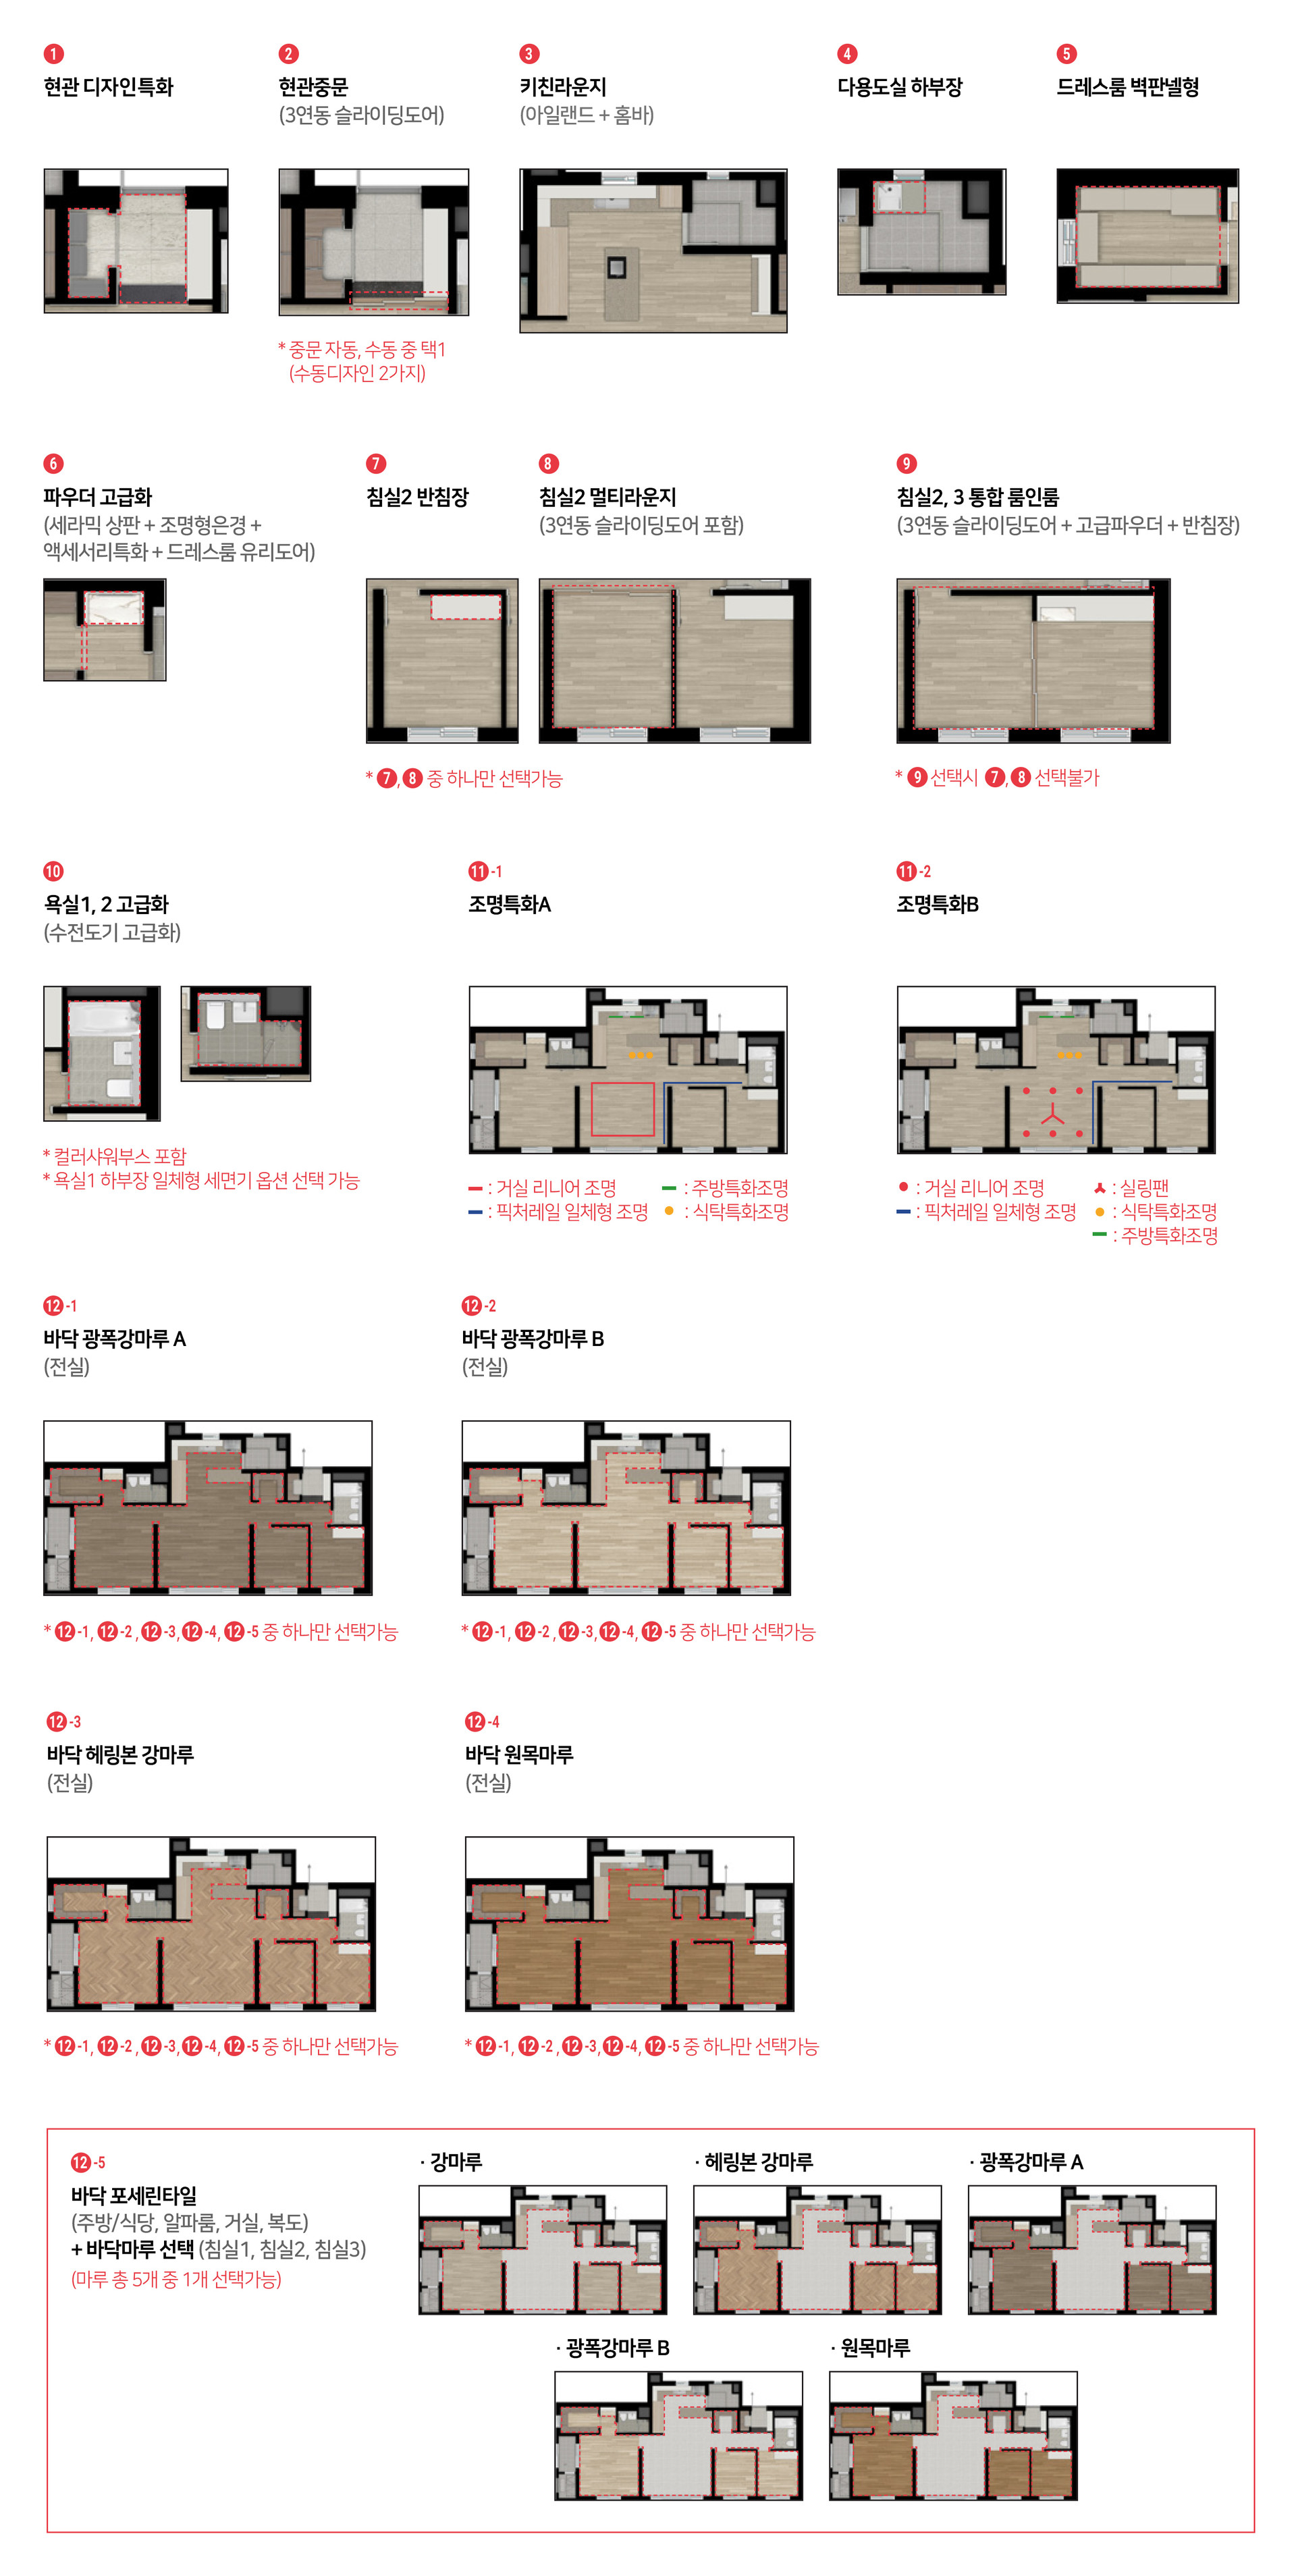 1
현관 디자인특화
2
현관중문
(3연동 슬라이딩도어)
* 중문 자동, 수동 중 택1
(수동디자인 2가지)
3
키친라운지
(아일랜드 + 홈바)
4
다용도실 하부장
5
드레스룸 벽판넬형
6
파우더 고급화
(세라믹 상판 + 조명형은경 +
액세서리특화 + 드레스룸 유리도어)
7
침실2 반침장
8
침실2 멀티라운지
(3연동 슬라이딩도어 포함)
* 7, 8 중 하나만 선택가능
9
침실2, 3 통합 룸인룸
(3연동 슬라이딩도어 + 고급파우더 + 반침장)
* 9 선택시 7, 8 선택불가
10
욕실1, 2 고급화
(수전도기 고급화)
* 컬러샤워부스 포함
* 욕실1 하부장 일체형 세면기 옵션 선택 가능
11-1
조명특화A
: 거실 리니어 조명 : 주방특화조명
: 픽처레일 일체형 조명 : 식탁특화조명
11-2
조명특화B
: 거실 리니어 조명 : 실링팬
: 픽처레일 일체형 조명 : 식탁특화조명
: 주방특화조명
12-1
바닥 광폭강마루 A
(전실)
* 12-1, 12-2, 12-3, 12-4, 12-5 중 하나만 선택가능
12-2
바닥 광폭강마루 B
(전실)
* 12-1, 12-2, 12-3, 12-4, 12-5 중 하나만 선택가능
12-3
바닥 헤링본 강마루
(전실)
* 12-1, 12-2, 12-3, 12-4, 12-5 중 하나만 선택가능
12-4
바닥 원목마루
(전실)
* 12-1, 12-2, 12-3, 12-4, 12-5 중 하나만 선택가능
12-5
바닥 포세린타일
(주방/식당, 알파룸, 거실, 복도)
+ 바닥마루 선택 (침실1, 침실2, 침실3)
(마루 총 5개 중 1개 선택가능)
· 강마루
· 헤링본 강마루
· 광폭강마루 A
· 광폭강마루 B
· 원목마루